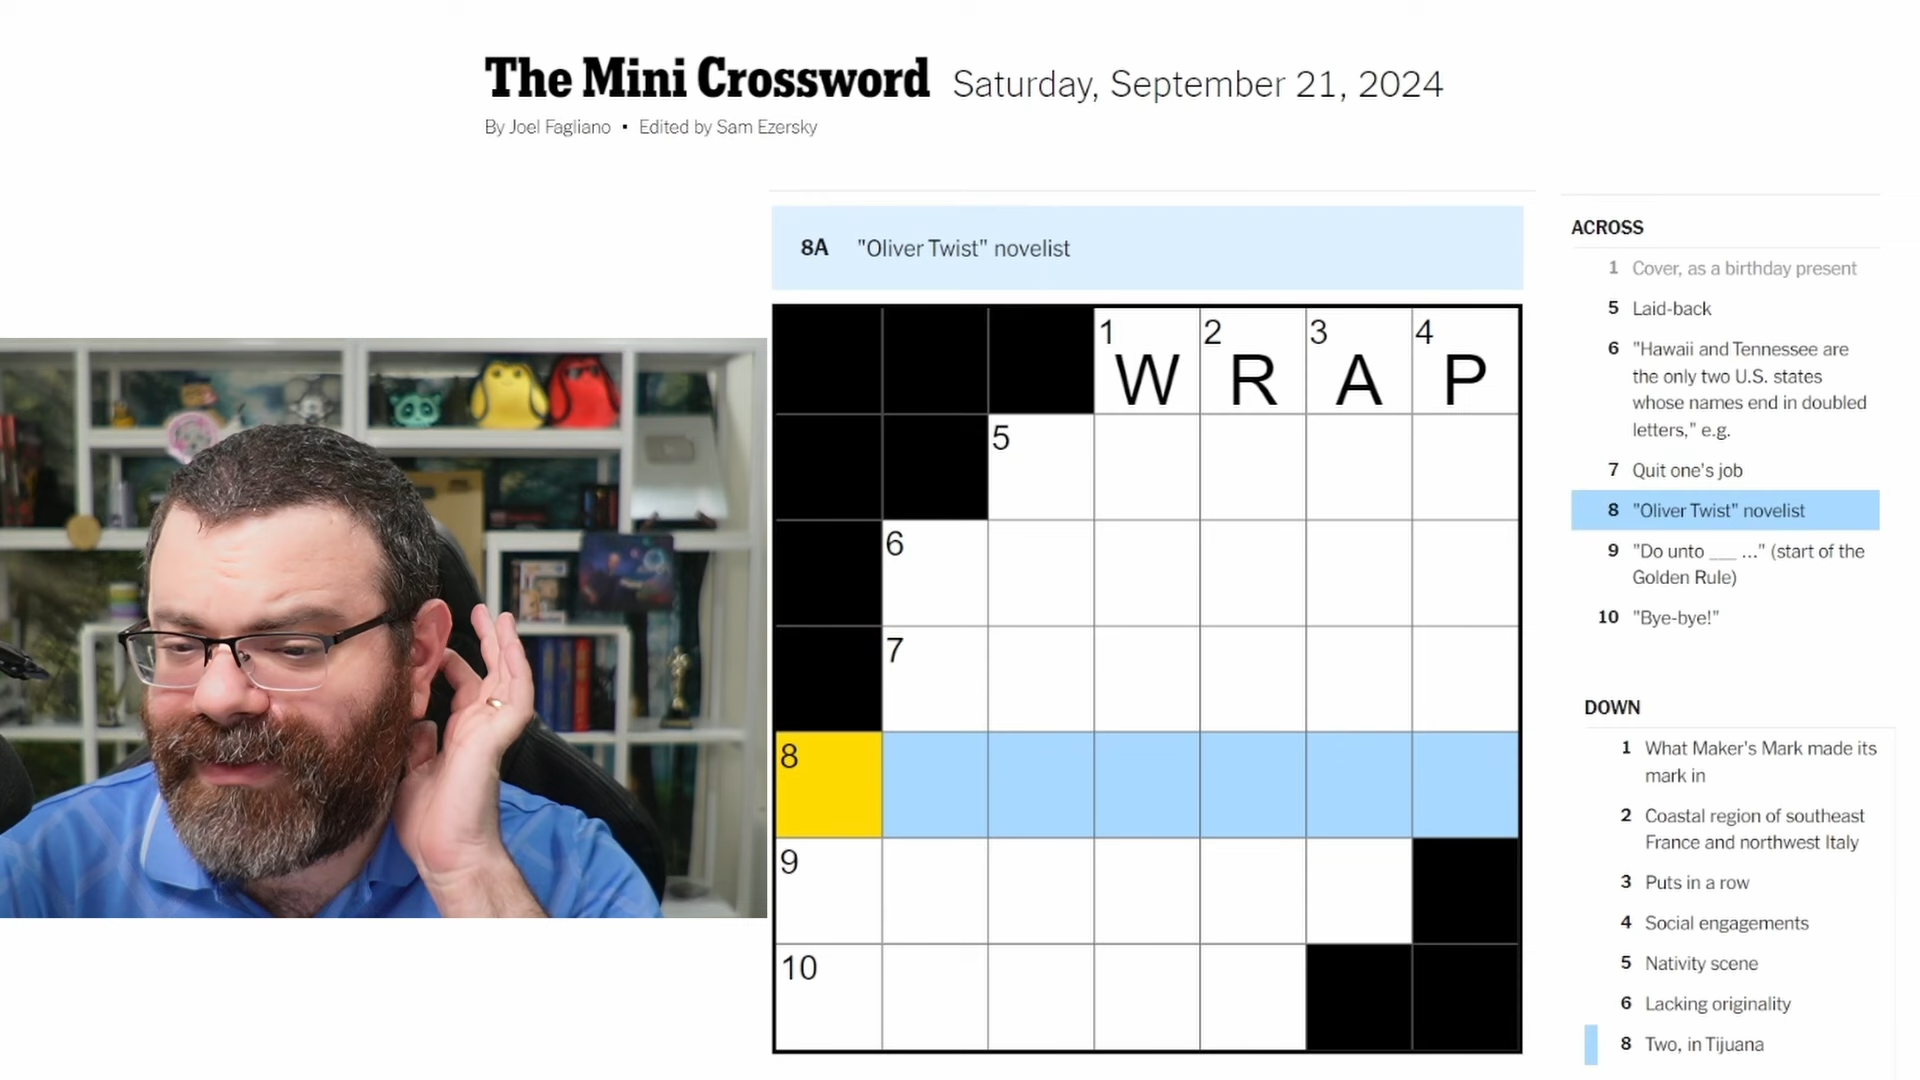 The Mini Crossword Saturday, September 21, 2024
By Joel Fagliano • Edited by Sam Ezersky
8A "Oliver Twist" novelist
1 W 2 R 3 A 4 P
5
6
7
8
9
10
ACROSS
1 Cover, as a birthday present
5 Laid-back
6 "Hawaii and Tennessee are
the only two U.S. states
whose names end in doubled
letters," e.g.
7 Quit one's job
8 "Oliver Twist" novelist
9 "Do unto ___ ..." (start of the
Golden Rule)
10 "Bye-bye!"
DOWN
1 What Maker's Mark made its
mark in
2 Coastal region of southeast
France and northwest Italy
3 Puts in a row
4 Social engagements
5 Nativity scene
6 Lacking originality
8 Two, in Tijuana